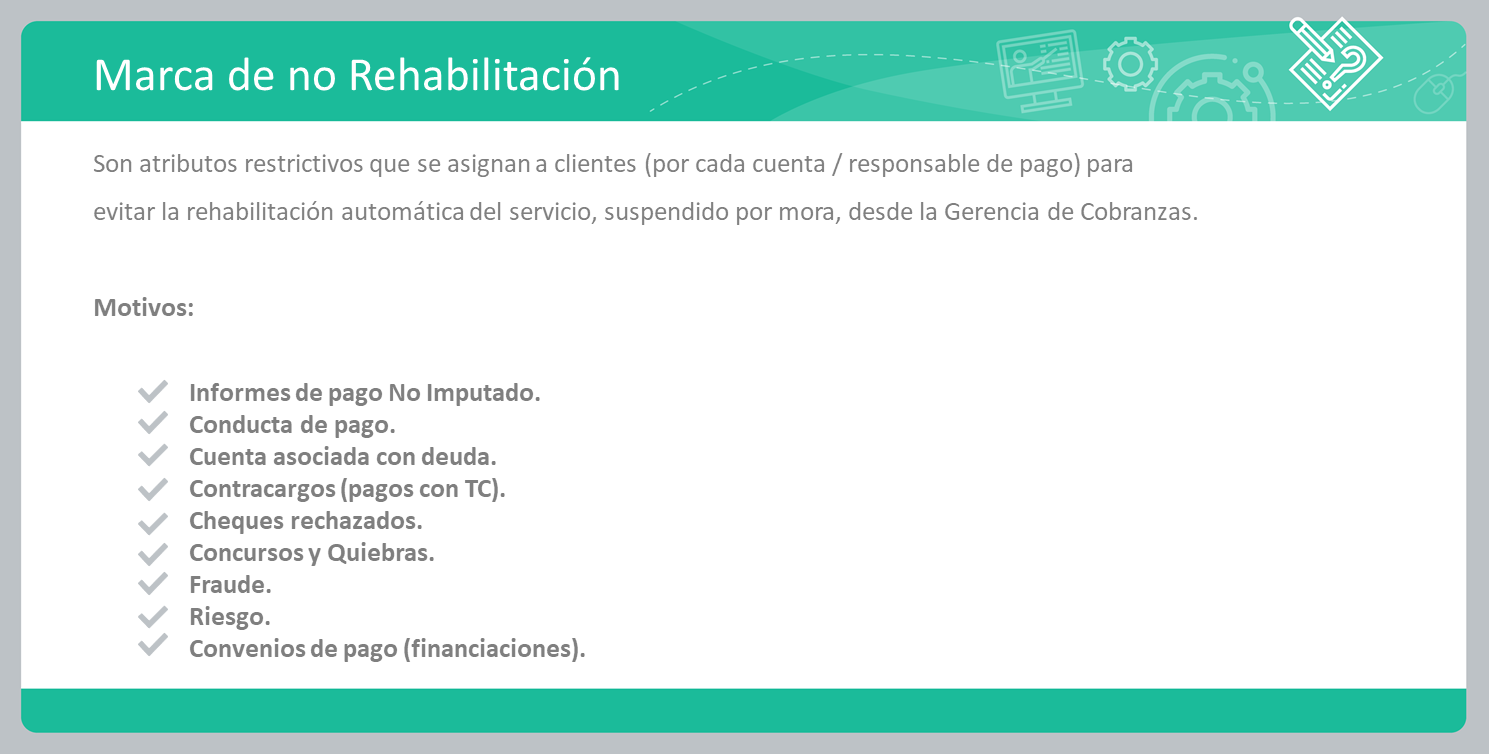 Marca de no Rehabilitación
Son atributos restrictivos que se asignan a clientes (por cada cuenta / responsable de pago) para
evitar la rehabilitación automática del servicio, suspendido por mora, desde la Gerencia de Cobranzas.
Motivos:
Informes de pago No Imputado.
Conducta de pago.
Cuenta asociada con deuda.
Contracargos (pagos con TC).
Cheques rechazados.
Concursos y Quiebras.
Fraude.
Riesgo.
Convenios de pago (financiaciones).